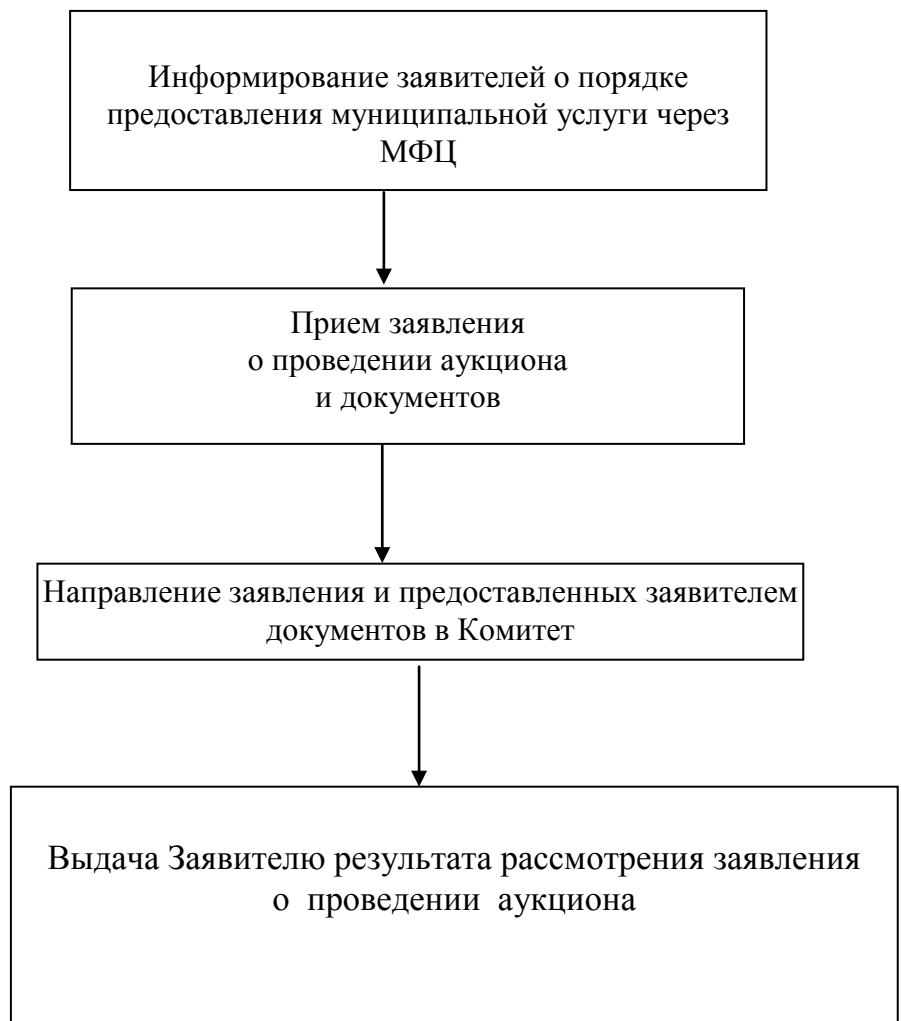 Информирование заявителей о порядке
предоставления муниципальной услуги через
МФЦ
Прием заявления
о проведении аукциона
и документов
Направление заявления и предоставленных заявителем
документов в Комитет
Выдача Заявителю результата рассмотрения заявления
о проведении аукциона